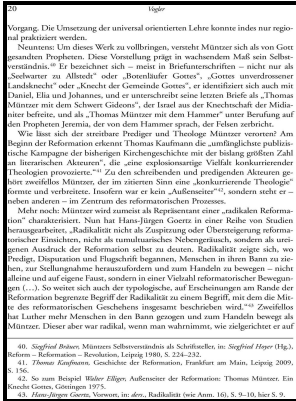 20 Vogler
Vorgang. Die Umsetzung der universal orientierten Lehre konnte indes nur regio-
nal praktiziert werden.
Neuntens: Um dieses Werk zu vollbringen, versteht Müntzer sich als von Gott
gesandten Propheten. Diese Vorstellung prägt in wachsendem Maß sein Selbst-
verständnis.40 Er bezeichnet sich – meist in Briefunterschriften – nicht nur als
„Seelwarter zu Allstedt“ oder „Botenläufer Gottes“, „Gottes unverdrossener
Landsknecht“ oder „Knecht der Gemeinde Gottes“, er identifiziert sich auch mit
Daniel, Elia und Johannes, und er unterschreibt seine letzten Briefe als „Thomas
Müntzer mit dem Schwert Gideons“, der Israel aus der Knechtschaft der Midia-
niter befreite, und als „Thomas Müntzer mit dem Hammer“ unter Berufung auf
den Propheten Jeremia, der von dem Hammer sprach, der Felsen zerbricht.
Wie lässt sich der streitbare Prediger und Theologe Müntzer verorten? Am
Beginn der Reformation erkennt Thomas Kaufmann die „umfänglichste publizis-
tische Kampagne der bisherigen Kirchengeschichte mit der bislang größten Zahl
an literarischen Akteuren“, die „eine explosionsartige Vielfalt konkurrierender
Theologien provozierte.“41 Zu den schreibenden und predigenden Akteuren ge-
hört zweifellos Müntzer, der im zitierten Sinn eine „konkurrierende Theologie“
formte und verbreitete. Insofern war er kein „Außenseiter“42, sondern steht er –
neben anderen – im Zentrum des reformatorischen Prozesses.
Mehr noch: Müntzer wird zumeist als Repräsentant einer „radikalen Reforma-
tion“ charakterisiert. Nun hat Hans-Jürgen Goertz in einer Reihe von Studien
herausgearbeitet, „Radikalität nicht als Zuspitzung oder Übersteigerung reforma-
torischer Einsichten, nicht als tumultuarisches Nebengeräusch, sondern als urei-
genen Ausdruck der Reformation selbst zu deuten. Radikalität zeigte sich, wo
Predigt, Disputation und Flugschrift begannen, Menschen in ihren Bann zu zie-
hen, zur Stellungnahme herauszufordern und zum Handeln zu bewegen – nicht
alleine und auf eigene Faust, sondern in einer Vielzahl reformatorischer Bewegun-
gen (…). So weitet sich auch der typologische, auf Erscheinungen am Rande der
Reformation begrenzte Begriff der Radikalität zu einem Begriff, mit dem die Mit-
te des reformatorischen Geschehens insgesamt beschrieben wird.“43 Zweifellos
hat Luther mehr Menschen in den Bann gezogen und zum Handeln bewegt als
Müntzer. Dieser aber war radikal, wenn man wahrnimmt, wie zielgerichtet er auf
40. Siegfried Bräuer, Müntzers Selbstverständnis als Schriftsteller, in: Siegfried Hoyer (Hg.),
Reform – Reformation – Revolution, Leipzig 1980, S. 224–232.
41. Thomas Kaufmann, Geschichte der Reformation, Frankfurt am Main, Leipzig 2009,
S. 156.
42. So zum Beispiel Walter Elliger, Außenseiter der Reformation: Thomas Müntzer. Ein
Knecht Gottes, Göttingen 1975.
43. Hans-Jürgen Goertz, Vorwort, in: ders., Radikalität (wie Anm. 16), S. 9–10, hier S. 9.